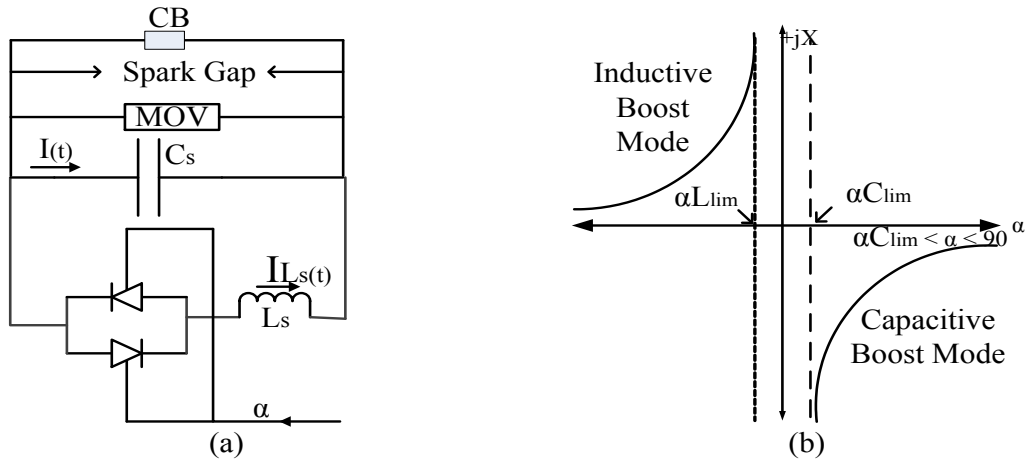 CB
Spark Gap
MOV
I(t)
Cs
ILs(t)
Ls
α
(a)
+jX
Inductive
Boost
Mode
αLlim
αClim
α
αClim < α < 90
Capacitive
Boost Mode
(b)